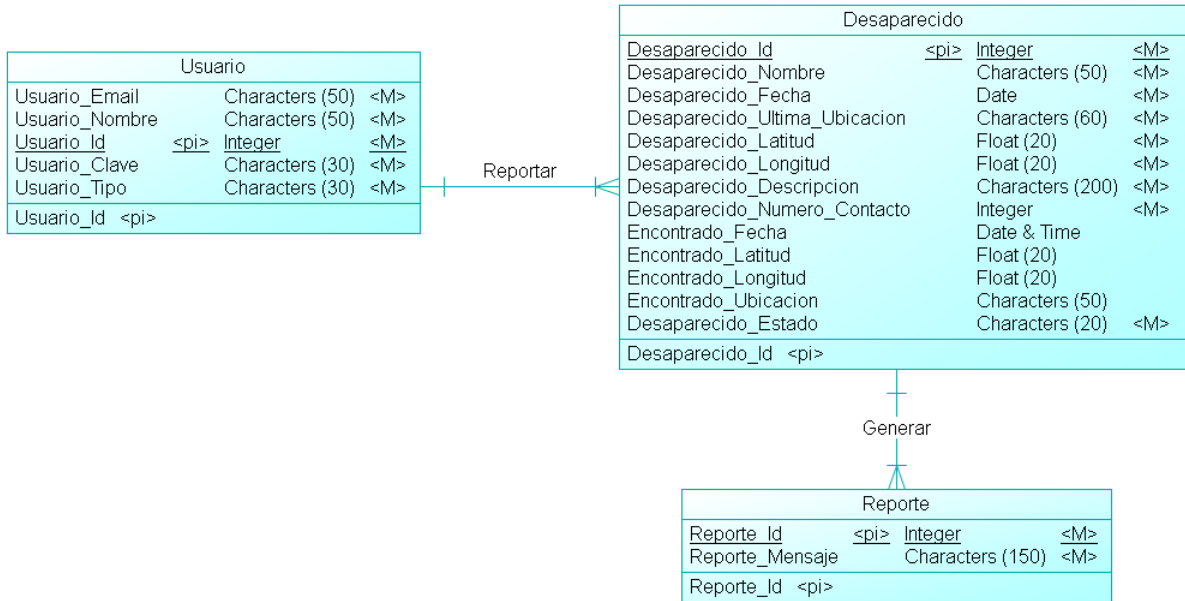 Usuario
Usuario_Email Characters (50) <M>
Usuario_Nombre Characters (50) <M>
Usuario_Id <pi> Integer <M>
Usuario_Clave Characters (30) <M>
Usuario_Tipo Characters (30) <M>
Usuario_Id <pi>
Reportar
Desaparecido
Desaparecido_Id <pi> Integer <M>
Desaparecido_Nombre Characters (50) <M>
Desaparecido_Fecha Date <M>
Desaparecido_Ultima_Ubicacion Characters (60) <M>
Desaparecido_Latitud Float (20) <M>
Desaparecido_Longitud Float (20) <M>
Desaparecido_Descripcion Characters (200) <M>
Desaparecido_Numero_Contacto Integer <M>
Encontrado_Fecha Date & Time
Encontrado_Latitud Float (20)
Encontrado_Longitud Float (20)
Encontrado_Ubicacion Characters (50)
Desaparecido_Estado Characters (20) <M>
Desaparecido_Id <pi>
Generar
Reporte
Reporte_Id <pi> Integer <M>
Reporte_Mensaje Characters (150) <M>
Reporte_Id <pi>